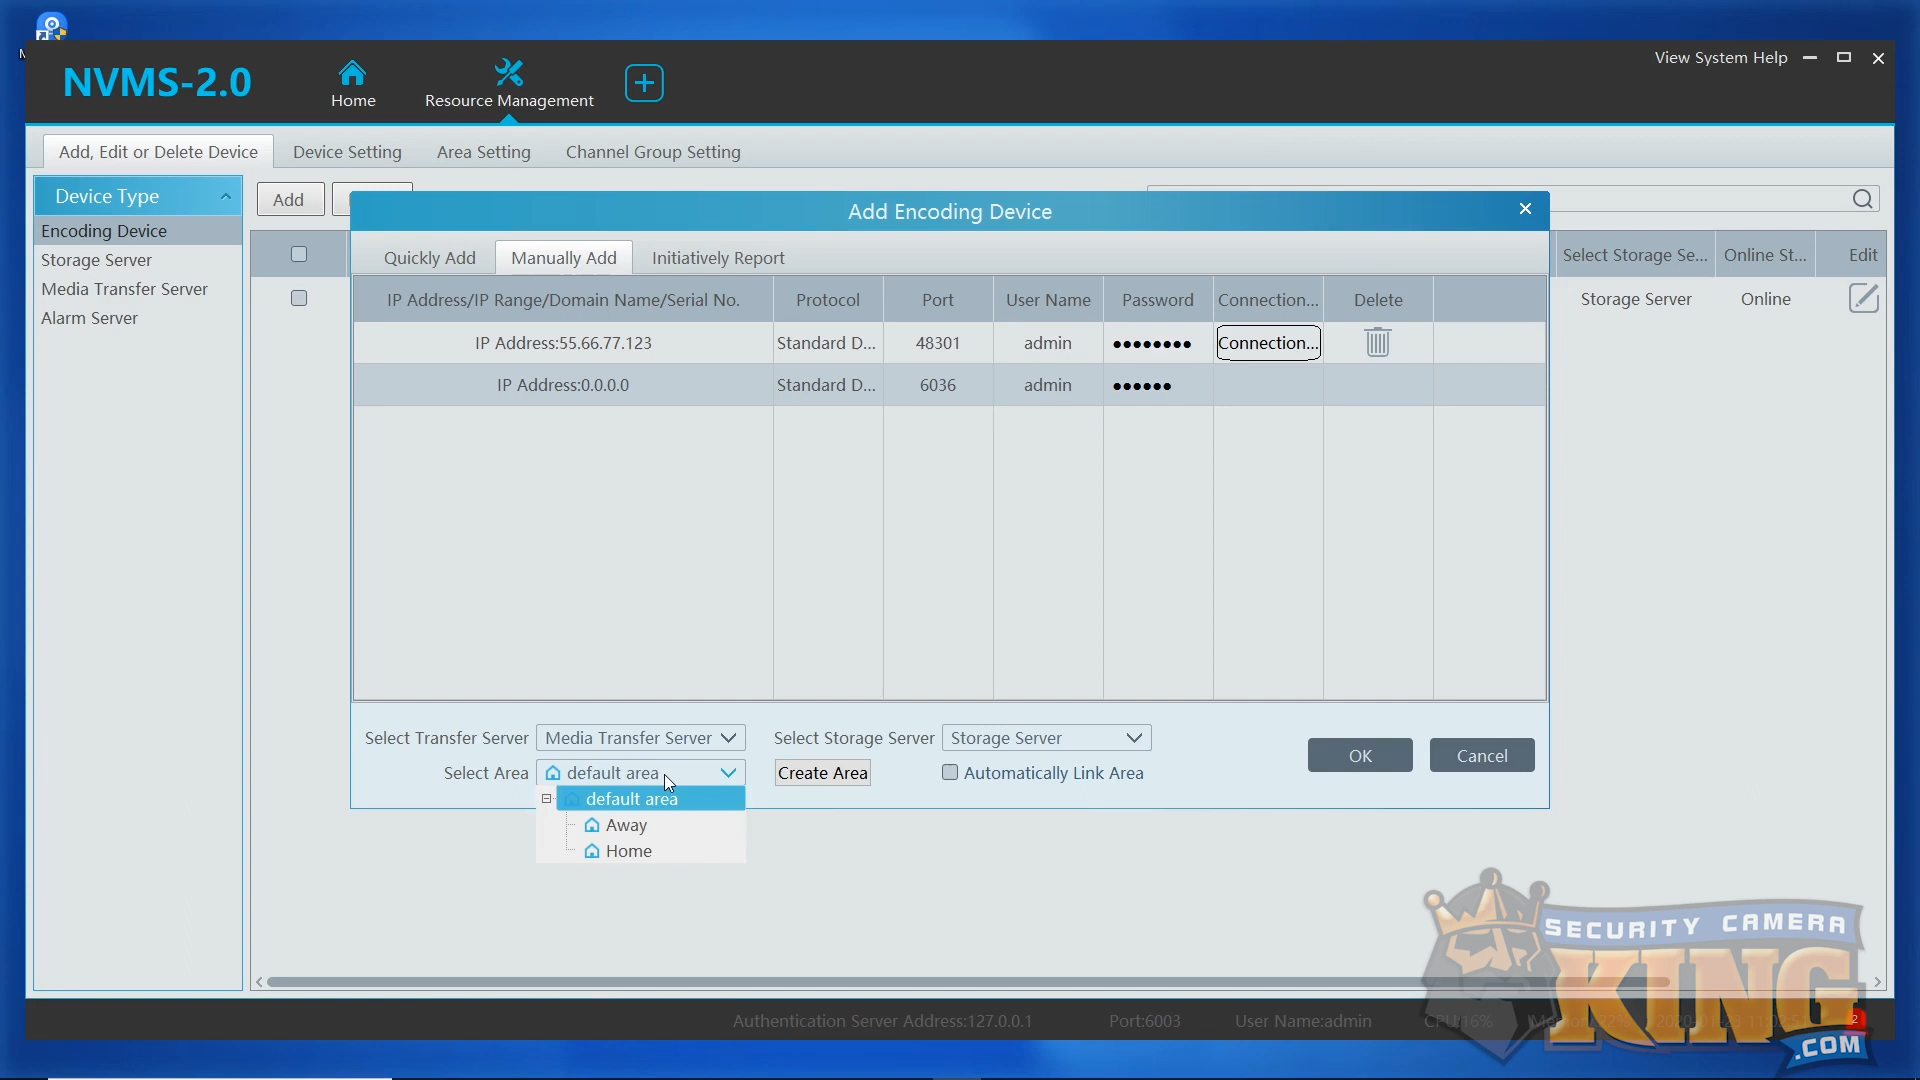 NVMS-2.0
Home
Resource Management
View System Help
Add, Edit or Delete Device
Device Setting
Area Setting
Channel Group Setting
Device Type
Encoding Device
Storage Server
Media Transfer Server
Alarm Server
Add
Add Encoding Device
Quickly Add
Manually Add
Initiatively Report
IP Address/IP Range/Domain Name/Serial No.
Protocol
Port
User Name
Password
Connection...
Delete
IP Address:55.66.77.123
Standard D...
48301
admin
●●●●●●●●
Connection...
IP Address:0.0.0.0
Standard D...
6036
admin
●●●●●●
Select Storage Se...
Online St...
Edit
Storage Server
Online
Select Transfer Server
Media Transfer Server
Select Storage Server
Storage Server
Select Area
default area
Create Area
Automatically Link Area
OK
Cancel
default area
Away
Home
SECURITY CAMERA
KING
.COM
Authentication Server Address:127.0.0.1
Port:6003
User Name:admin
CPU:16%
2